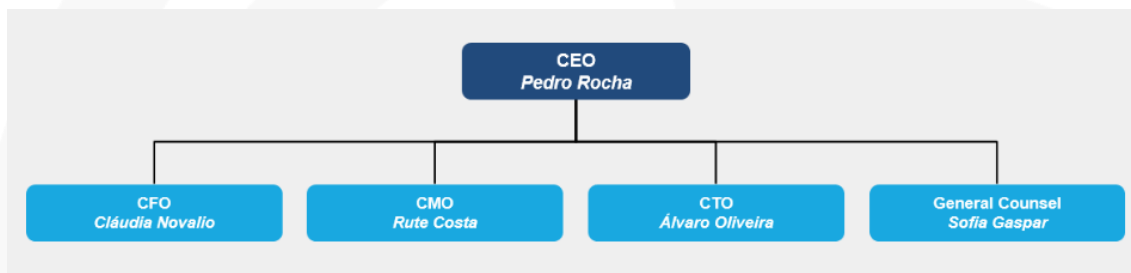 CEO
Pedro Rocha
CFO
Cláudia Novalio
CMO
Rute Costa
CTO
Álvaro Oliveira
General Counsel
Sofia Gaspar